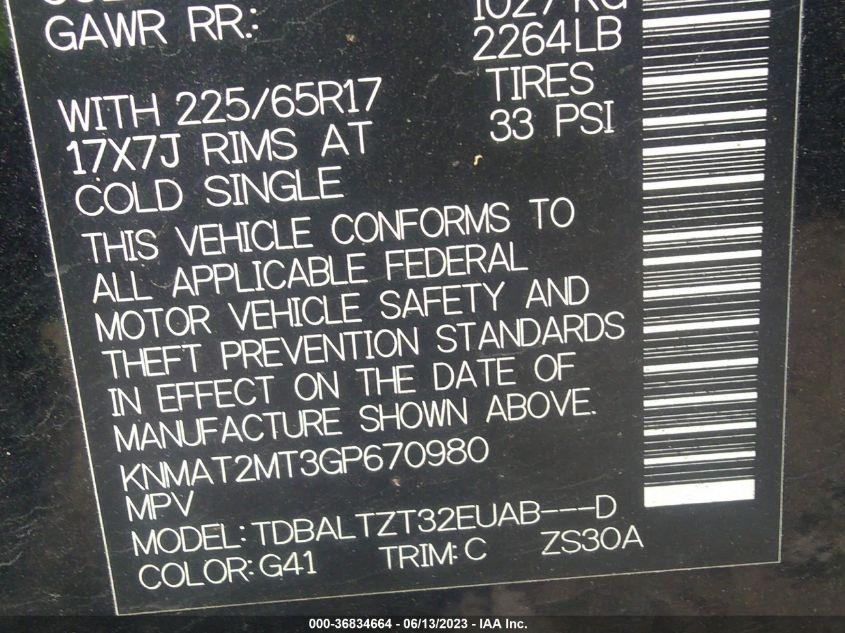 GAWR RR.: 1027 KG
2264LB
WITH 225/65R17 TIRES
17X7J RIMS AT 33 PSI
COLD SINGLE
THIS VEHICLE CONFORMS TO
ALL APPLICABLE FEDERAL
MOTOR VEHICLE SAFETY AND
THEFT PREVENTION STANDARDS
IN EFFECT ON THE DATE OF
MANUFACTURE SHOWN ABOVE.
KNMAT2MT3GP670980
MPV
MODEL:TDBALTZT32EUAB---D
COLOR:G41 TRIM:C ZS30A
000-36834664 - 06/13/2023 - IAA Inc.